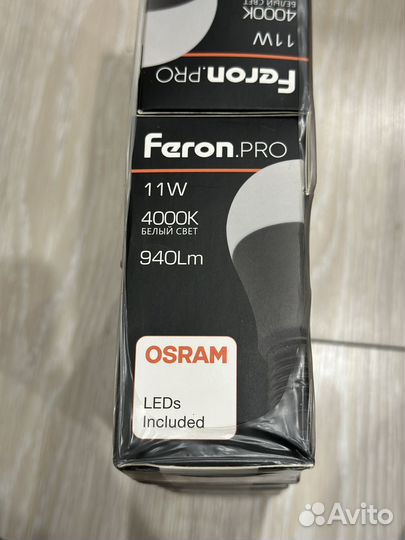 Feron.PRO
11W
4000K
БЕЛЫЙ СВЕТ
Feron.PRO
11W
4000K
БЕЛЫЙ СВЕТ
940Lm
OSRAM
LEDs
Included
Avito